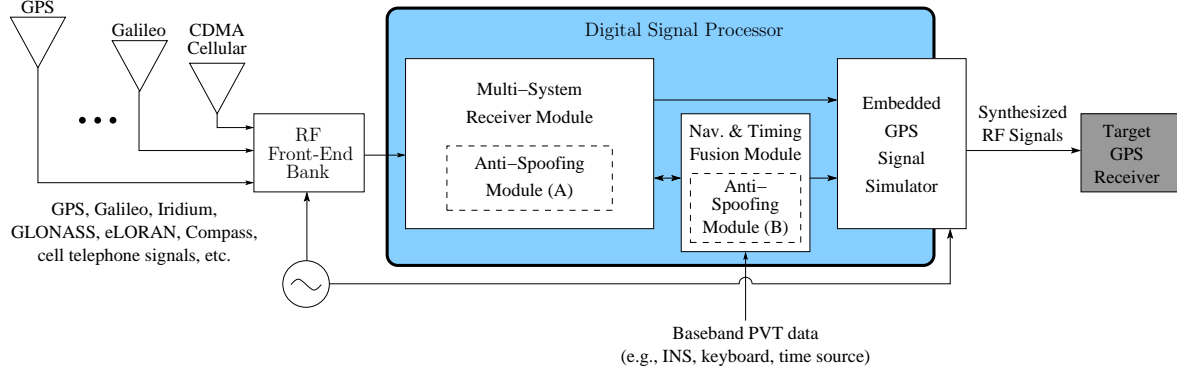 GPS
Galileo
CDMA
Cellular
RF
Front-End
Bank
GPS, Galileo, Iridium,
GLONASS, eLORAN, Compass,
cell telephone signals, etc.
Digital Signal Processor
Multi−System
Receiver Module
Anti−Spoofing
Module (A)
Nav. & Timing
Fusion Module
Anti−
Spoofing
Module (B)
Embedded
GPS
Signal
Simulator
Synthesized
RF Signals
Target
GPS
Receiver
Baseband PVT data
(e.g., INS, keyboard, time source)